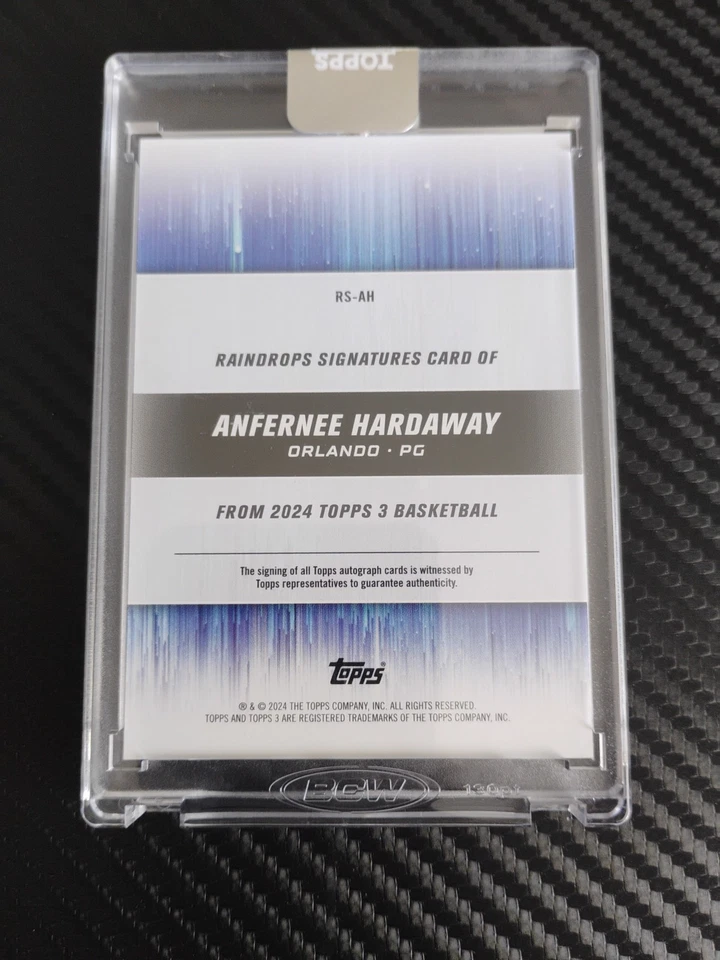 TOPPS
RS-AH
RAINDROPS SIGNATURES CARD OF
ANFERNEE HARDAWAY
ORLANDO · PG
FROM 2024 TOPPS 3 BASKETBALL
The signing of all Topps autograph cards is witnessed by
Topps representatives to guarantee authenticity.
topps
® & © 2024 THE TOPPS COMPANY, INC. ALL RIGHTS RESERVED.
TOPPS AND TOPPS 3 ARE REGISTERED TRADEMARKS OF THE TOPPS COMPANY, INC.
BCW 130pt